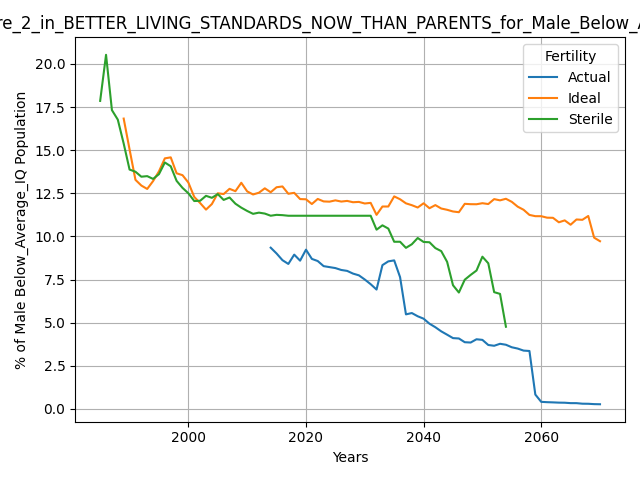 re_2_in_BETTER_LIVING_STANDARDS_NOW_THAN_PARENTS_for_Male_Below_A
Fertility
Actual
Ideal
Sterile
% of Male Below_Average_IQ Population
20.0
17.5
15.0
12.5
10.0
7.5
5.0
2.5
0.0
2000
2020
2040
2060
Years